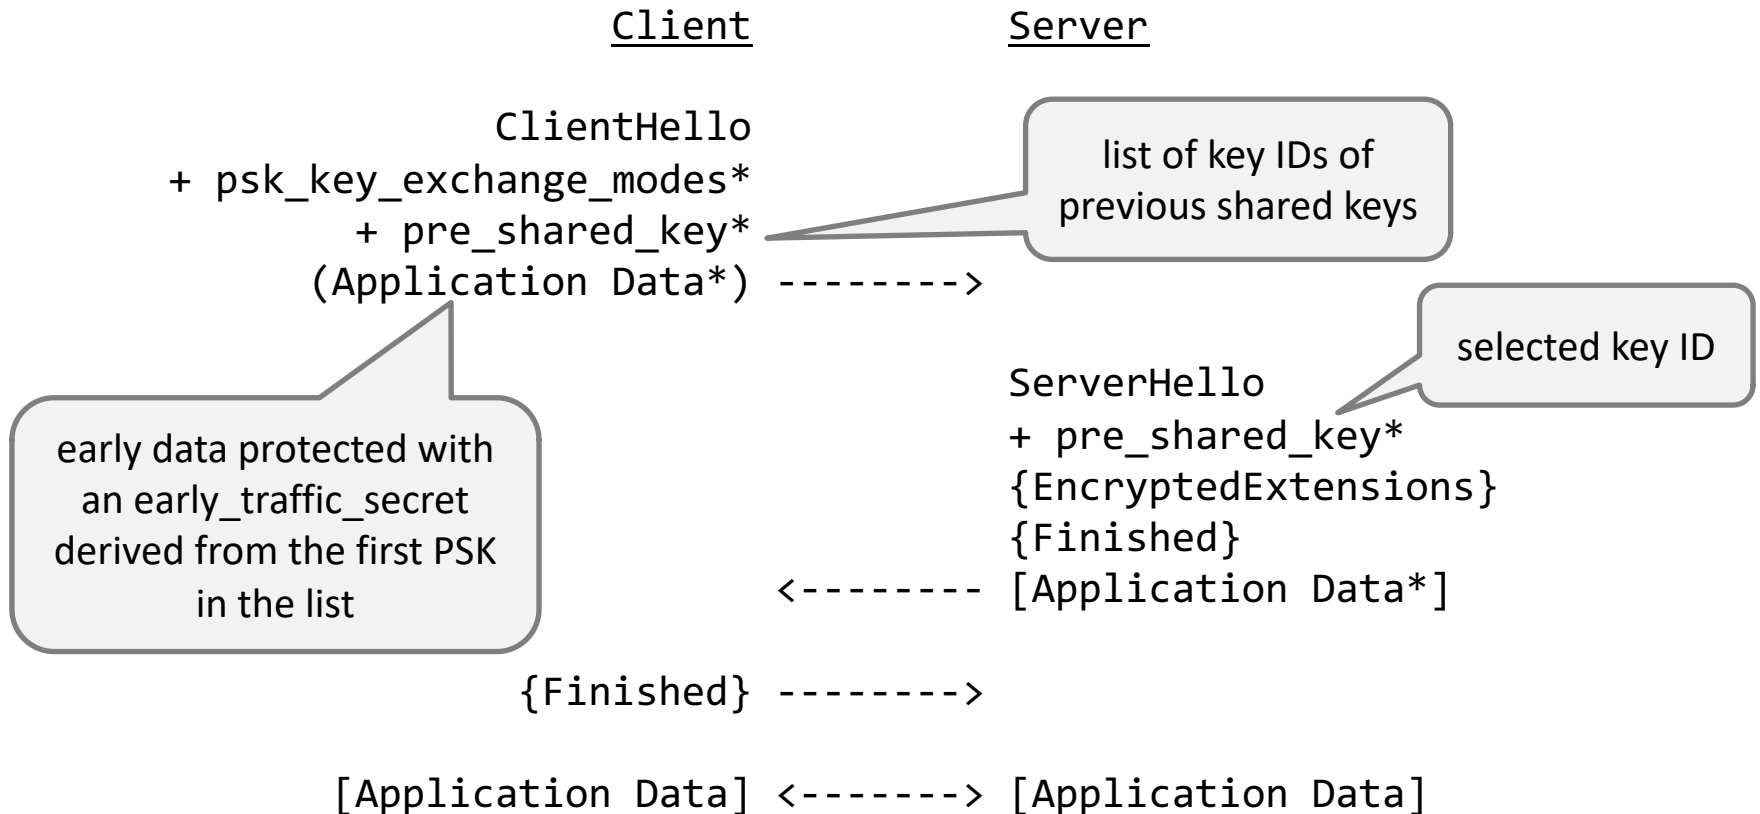 Client Server
ClientHello
+ psk_key_exchange_modes*
+ pre_shared_key*
(Application Data*) -------->
list of key IDs of
previous shared keys
selected key ID
ServerHello
+ pre_shared_key*
{EncryptedExtensions}
{Finished}
<-------- [Application Data*]
early data protected with
an early_traffic_secret
derived from the first PSK
in the list
{Finished} -------->
[Application Data] <-------> [Application Data]